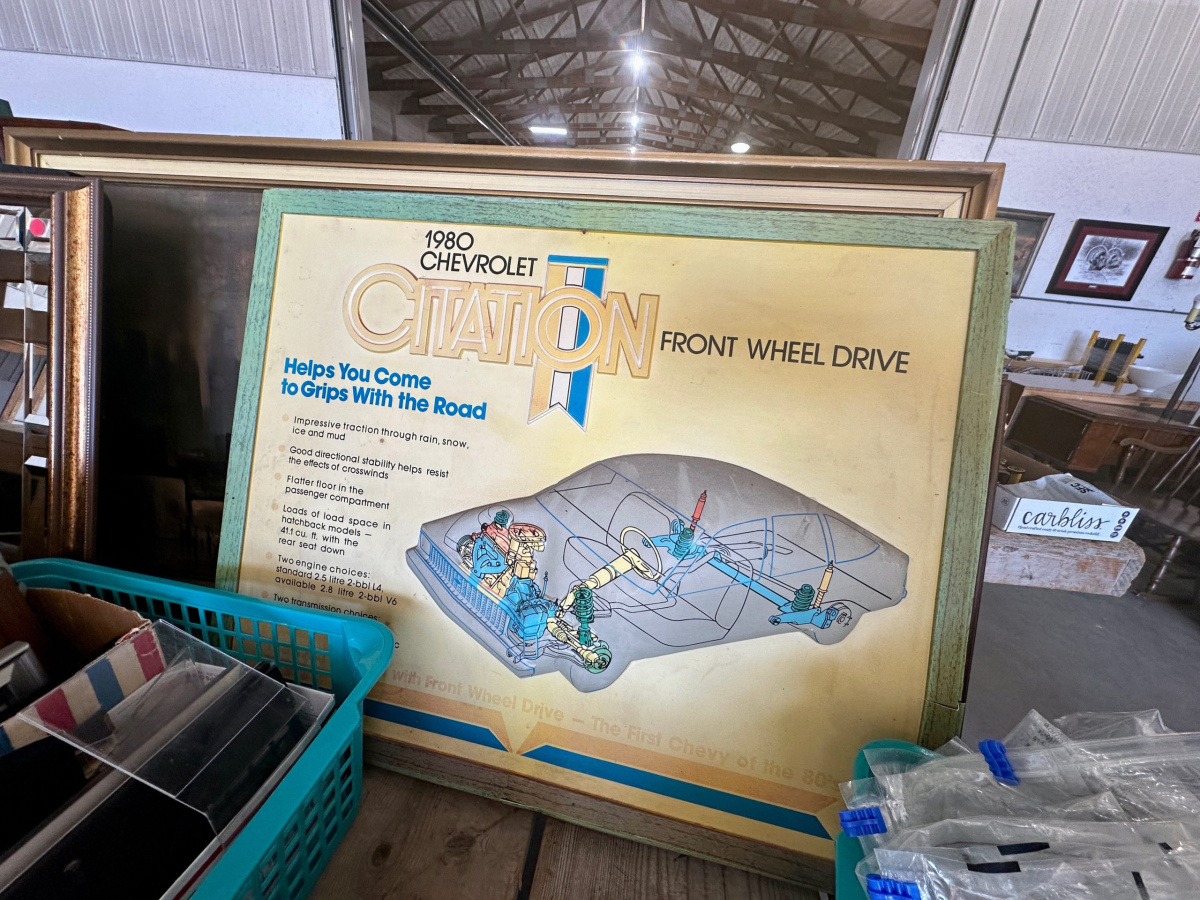 1980
CHEVROLET
CITATION
FRONT WHEEL DRIVE
Helps You Come
to Grips With the Road
Impressive traction through rain, snow,
ice and mud
Good directional stability helps resist
the effects of crosswinds
Flatter floor in the
passenger compartment
Loads of load space in
hatchback models –
41.1 cu. ft. with the
rear seat down
Two engine choices:
standard 2.5 litre 2-bbl L4,
available 2.8 litre 2-bbl V6
Two transmission choices:
with Front Wheel Drive – The First Chevy of the 80's
carbliss